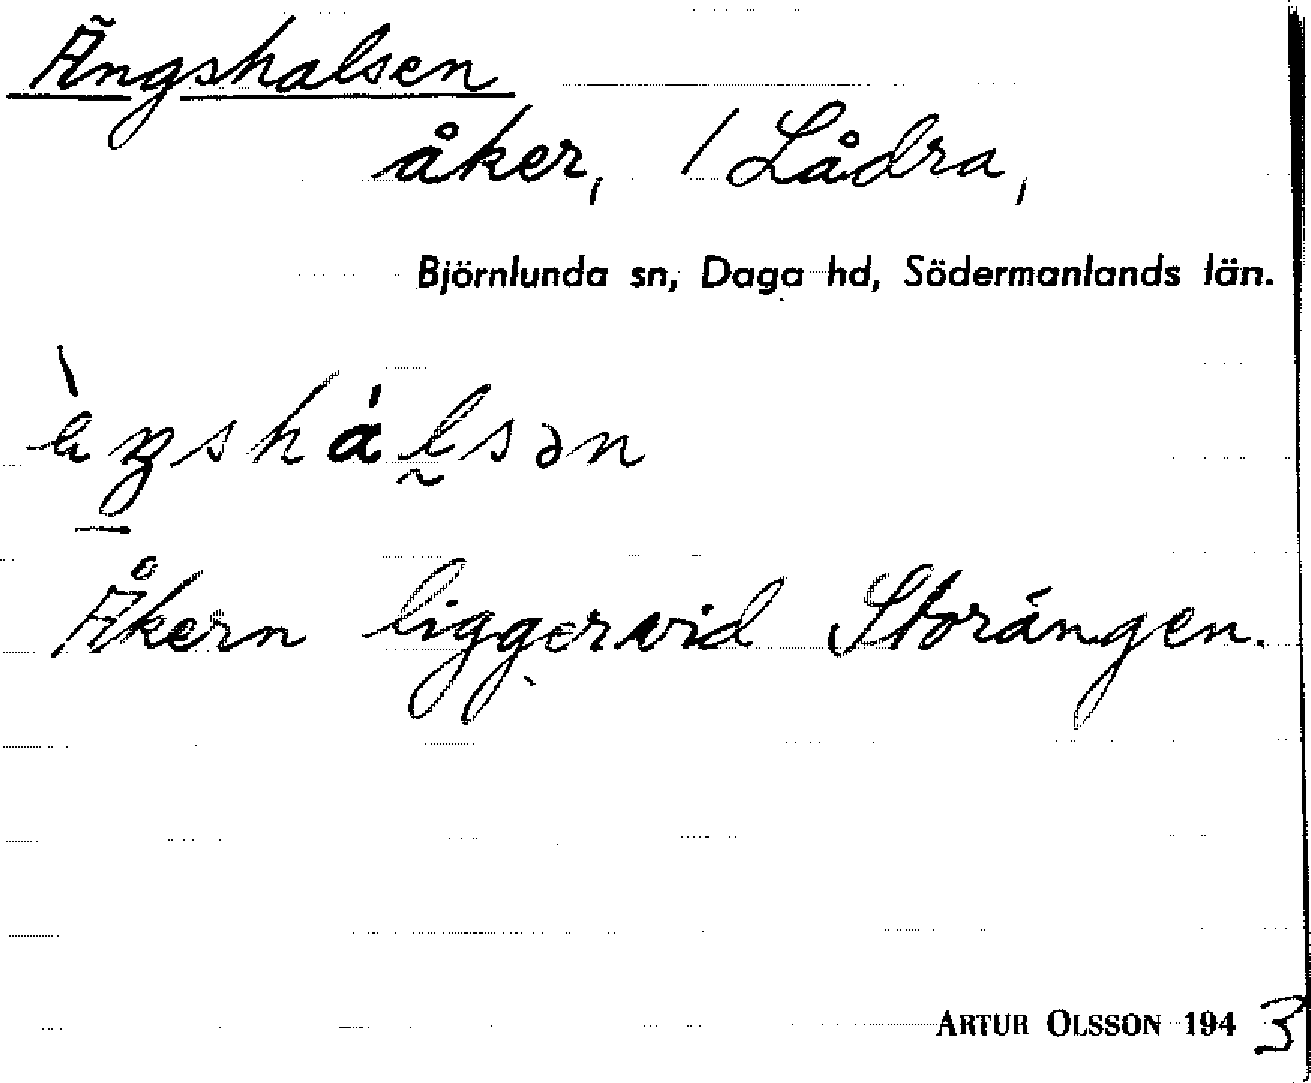 Ängshalsen
åker, / Lådra,
Björnlunda sn, Daga hd, Södermanlands län.
Åkern ligger vid Storängen.
ARTUR OLSSON 1943